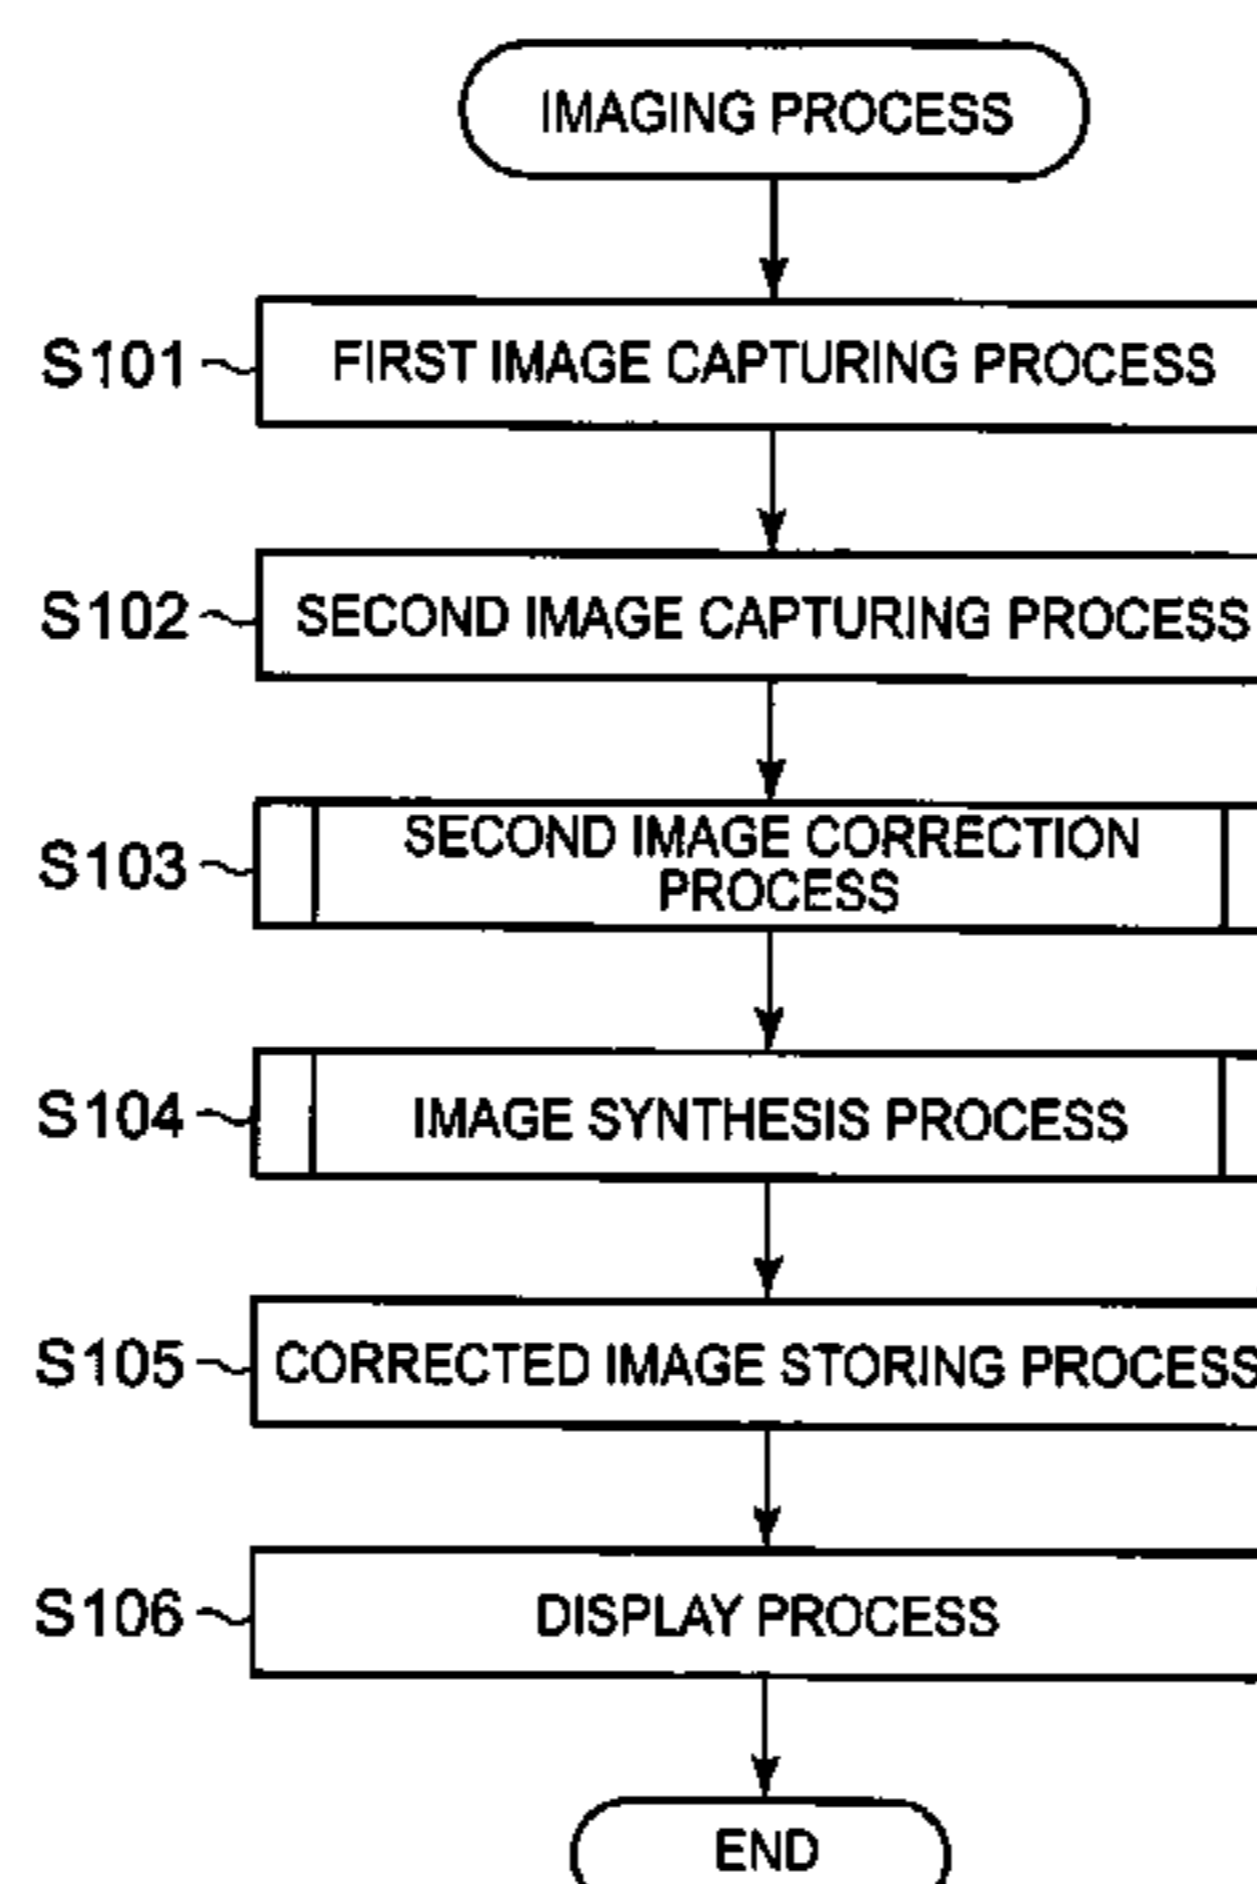 IMAGING PROCESS
S101
FIRST IMAGE CAPTURING PROCESS
S102
SECOND IMAGE CAPTURING PROCESS
S103
SECOND IMAGE CORRECTION
PROCESS
S104
IMAGE SYNTHESIS PROCESS
S105
CORRECTED IMAGE STORING PROCESS
S106
DISPLAY PROCESS
END